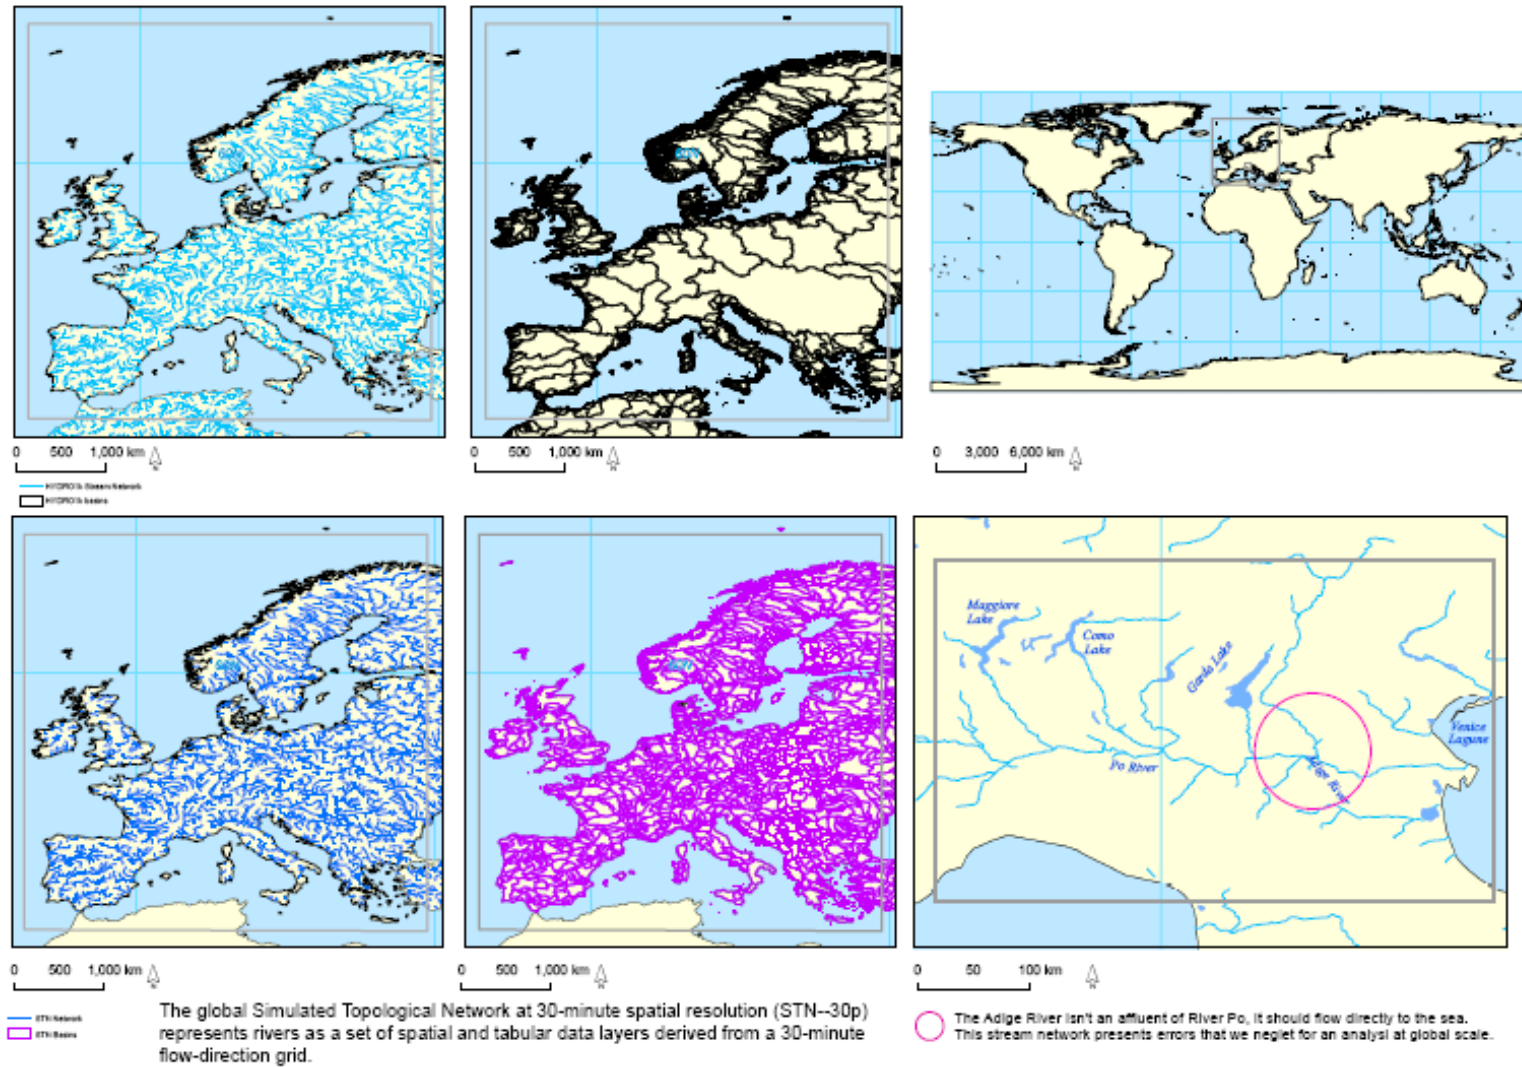 0 500 1,000 km
N
0 500 1,000 km
N
0 3,000 6,000 km
N
HYDRO1k Stream Network
HYDRO1k basins
Maggiore
Lake
Como
Lake
Garda Lake
Venice
Lagune
Po River
Adige River
0 500 1,000 km
N
0 500 1,000 km
N
0 50 100 km
N
STN Network
STN Basins
The global Simulated Topological Network at 30-minute spatial resolution (STN--30p)
represents rivers as a set of spatial and tabular data layers derived from a 30-minute
flow-direction grid.
The Adige River isn't an affluent of River Po, it should flow directly to the sea.
This stream network presents errors that we neglet for an analysi at global scale.